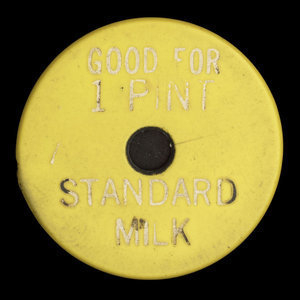 GOOD FOR
1 PINT
STANDARD
MILK